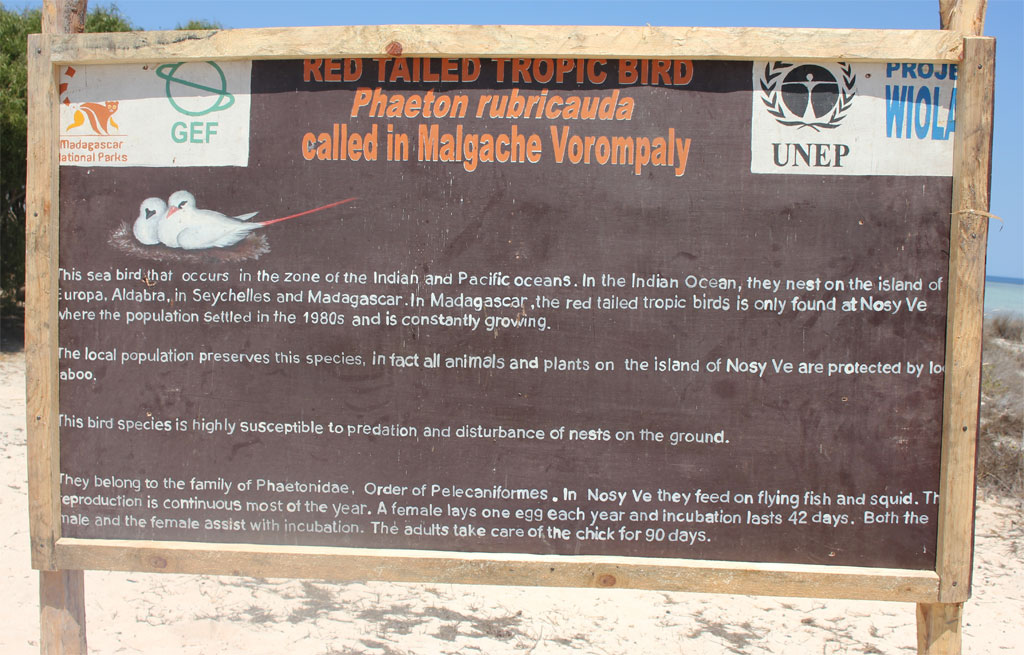 RED TAILED TROPIC BIRD
Phaeton rubricauda
called in Malgache Vorompaly
Madagascar
National Parks
GEF
UNEP
PROJE
WIOLA
This sea bird that occurs in the zone of the Indian and Pacific oceans. In the Indian Ocean, they nest on the island of
Europa, Aldabra, in Seychelles and Madagascar. In Madagascar, the red tailed tropic birds is only found at Nosy Ve
where the population settled in the 1980s and is constantly growing.
The local population preserves this species, in fact all animals and plants on the island of Nosy Ve are protected by lo
aboo.
This bird species is highly susceptible to predation and disturbance of nests on the ground.
They belong to the family of Phaetonidae, Order of Pelecaniformes. In Nosy Ve they feed on flying fish and squid. Th
reproduction is continuous most of the year. A female lays one egg each year and incubation lasts 42 days. Both the
male and the female assist with incubation. The adults take care of the chick for 90 days.